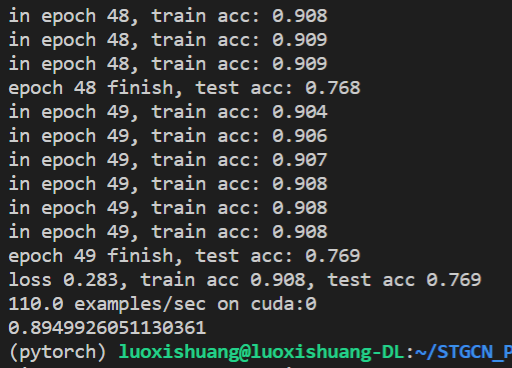 in epoch 48, train acc: 0.908
in epoch 48, train acc: 0.909
in epoch 48, train acc: 0.909
epoch 48 finish, test acc: 0.768
in epoch 49, train acc: 0.904
in epoch 49, train acc: 0.906
in epoch 49, train acc: 0.907
in epoch 49, train acc: 0.908
in epoch 49, train acc: 0.908
in epoch 49, train acc: 0.908
epoch 49 finish, test acc: 0.769
loss 0.283, train acc 0.908, test acc 0.769
110.0 examples/sec on cuda:0
0.8949926051130361
(pytorch) luoxishuang@luoxishuang-DL:~/STGCN_P